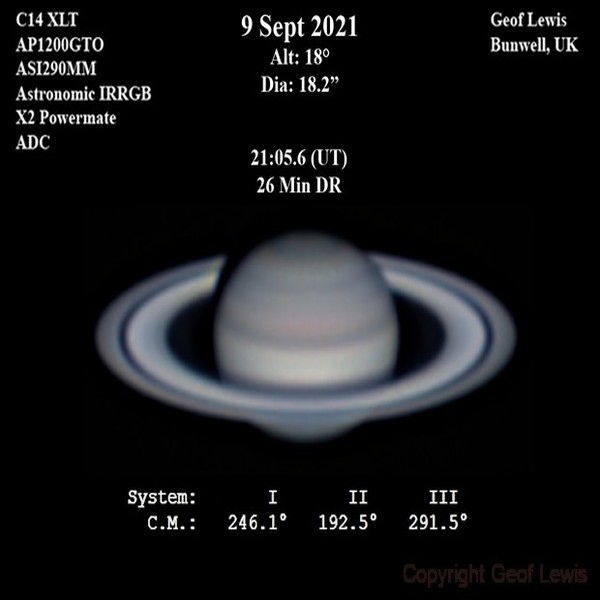 C14 XLT
AP1200GTO
ASI290MM
Astronomic IRRGB
X2 Powermate
ADC
9 Sept 2021
Alt: 18°
Dia: 18.2”
Geof Lewis
Bunwell, UK
21:05.6 (UT)
26 Min DR
System: I II III
C.M.: 246.1° 192.5° 291.5°
Copyright Geof Lewis